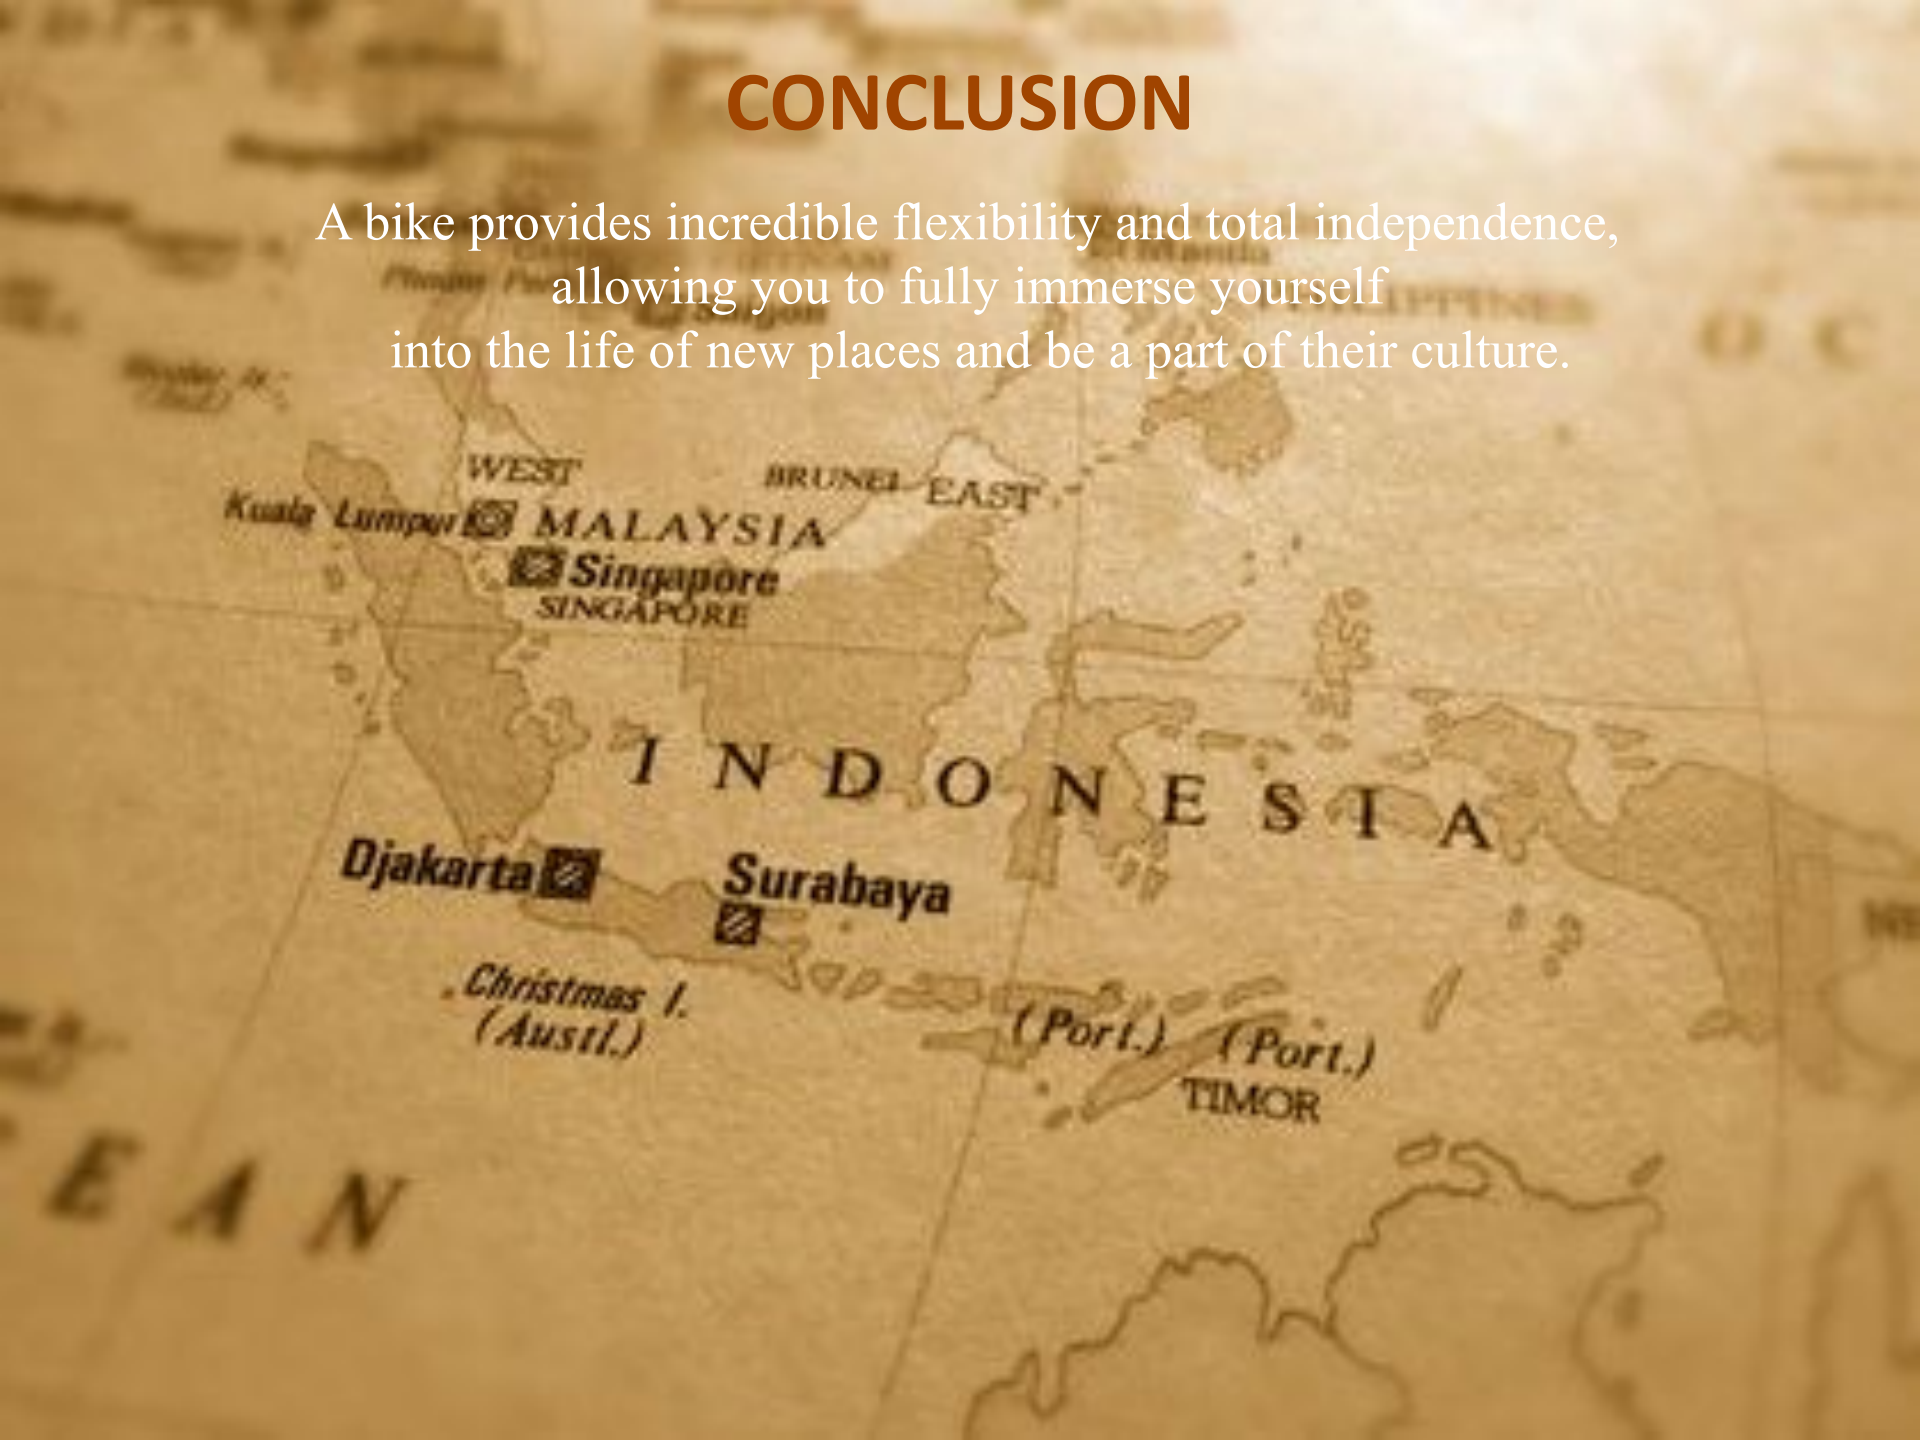 CONCLUSION
A bike provides incredible flexibility and total independence,
allowing you to fully immerse yourself
into the life of new places and be a part of their culture.
WEST
BRUNEI
EAST
Kuala Lumpur
MALAYSIA
Singapore
SINGAPORE
INDONESIA
Djakarta
Surabaya
Christmas I.
(Austl.)
(Port.)
(Port.)
TIMOR
EAN